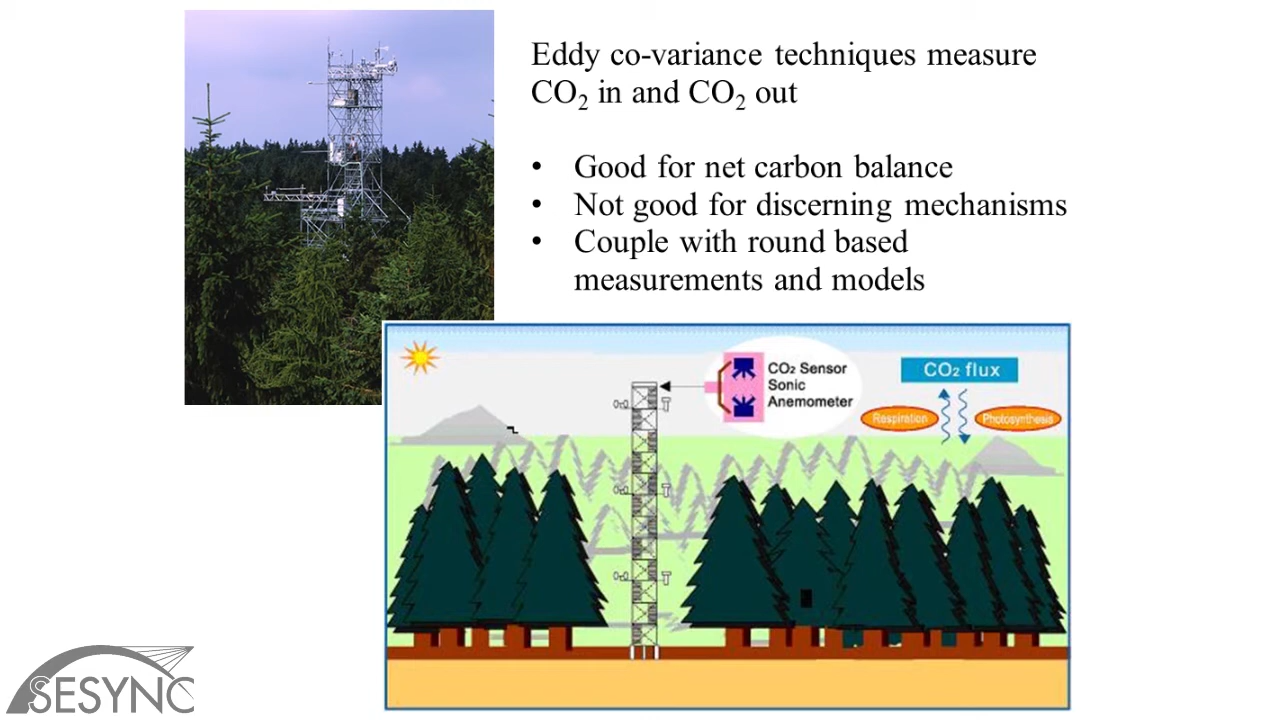 Eddy co-variance techniques measure
CO₂ in and CO₂ out
• Good for net carbon balance
• Not good for discerning mechanisms
• Couple with round based
measurements and models
CO₂ Sensor
Sonic
Anemometer
CO₂ flux
Respiration
Photosynthesis
SESYNC